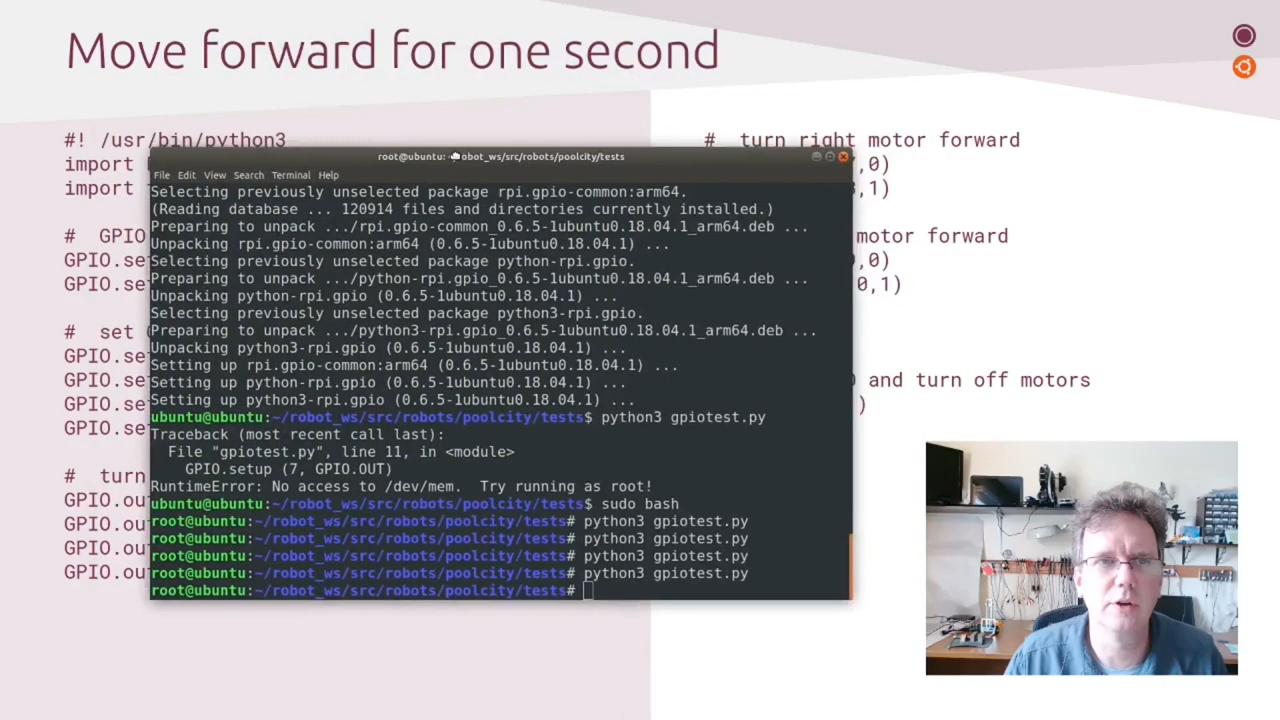 Move forward for one second
#! /usr/bin/python3
import
import
# GPIO
GPIO.se
GPIO.se
# set
GPIO.se
GPIO.se
GPIO.se
GPIO.se
# turn
GPIO.ou
GPIO.ou
GPIO.ou
GPIO.ou
root@ubuntu: obot_ws/src/robots/poolcity/tests
File Edit View Search Terminal Help
Selecting previously unselected package rpi.gpio-common:arm64.
(Reading database ... 120914 files and directories currently installed.)
Preparing to unpack .../rpi.gpio-common_0.6.5-1ubuntu0.18.04.1_arm64.deb ...
Unpacking rpi.gpio-common:arm64 (0.6.5-1ubuntu0.18.04.1) ...
Selecting previously unselected package python-rpi.gpio.
Preparing to unpack .../python-rpi.gpio_0.6.5-1ubuntu0.18.04.1_arm64.deb ...
Unpacking python-rpi.gpio (0.6.5-1ubuntu0.18.04.1) ...
Selecting previously unselected package python3-rpi.gpio.
Preparing to unpack .../python3-rpi.gpio_0.6.5-1ubuntu0.18.04.1_arm64.deb ...
Unpacking python3-rpi.gpio (0.6.5-1ubuntu0.18.04.1) ...
Setting up rpi.gpio-common:arm64 (0.6.5-1ubuntu0.18.04.1) ...
Setting up python-rpi.gpio (0.6.5-1ubuntu0.18.04.1) ...
Setting up python3-rpi.gpio (0.6.5-1ubuntu0.18.04.1) ...
ubuntu@ubuntu:~/robot_ws/src/robots/poolcity/tests$ python3 gpiotest.py
Traceback (most recent call last):
File "gpiotest.py", line 11, in <module>
GPIO.setup (7, GPIO.OUT)
RuntimeError: No access to /dev/mem. Try running as root!
ubuntu@ubuntu:~/robot_ws/src/robots/poolcity/tests$ sudo bash
root@ubuntu:~/robot_ws/src/robots/poolcity/tests# python3 gpiotest.py
root@ubuntu:~/robot_ws/src/robots/poolcity/tests# python3 gpiotest.py
root@ubuntu:~/robot_ws/src/robots/poolcity/tests# python3 gpiotest.py
root@ubuntu:~/robot_ws/src/robots/poolcity/tests# python3 gpiotest.py
root@ubuntu:~/robot_ws/src/robots/poolcity/tests#
# turn right motor forward
,0)
,1)
motor forward
,0)
0,1)
and turn off motors
)